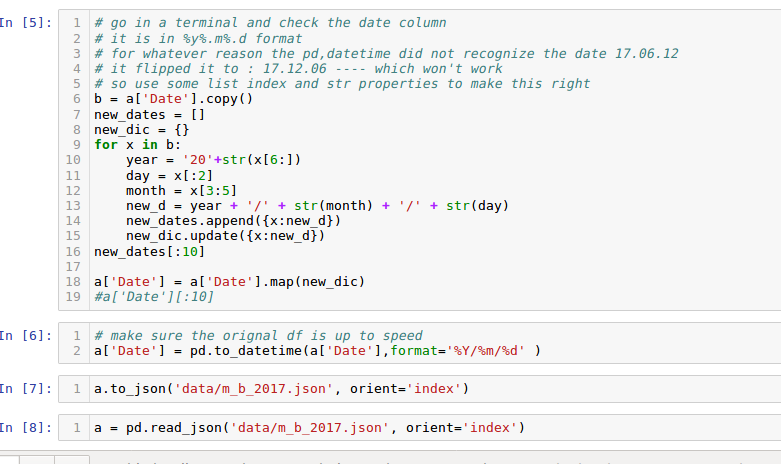 In [5]:
1 # go in a terminal and check the date column
2 # it is in %y%.m%.d format
3 # for whatever reason the pd,datetime did not recognize the date 17.06.12
4 # it flipped it to : 17.12.06 ---- which won't work
5 # so use some list index and str properties to make this right
6 b = a['Date'].copy()
7 new_dates = []
8 new_dic = {}
9 for x in b:
10     year = '20'+str(x[6:])
11     day = x[:2]
12     month = x[3:5]
13     new_d = year + '/' + str(month) + '/' + str(day)
14     new_dates.append({x:new_d})
15     new_dic.update({x:new_d})
16 new_dates[:10]
17
18 a['Date'] = a['Date'].map(new_dic)
19 #a['Date'][:10]
In [6]:
1 # make sure the orignal df is up to speed
2 a['Date'] = pd.to_datetime(a['Date'],format='%Y/%m/%d' )
In [7]:
1 a.to_json('data/m_b_2017.json', orient='index')
In [8]:
1 a = pd.read_json('data/m_b_2017.json', orient='index')